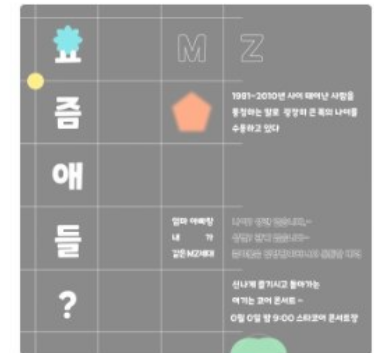 요
즘
애
들
?
MZ
1981~2010년 사이 태어난 사람을
통칭하는 말로 굉장히 큰 폭의 나이를
수용하고 있다
엄마 아빠랑
내 가
같은 MZ세대
신나게 즐기시고 돌아가는
여기는 코어 콘서트 ~
0월 0일 밤 9:00 스타코어 콘서트장